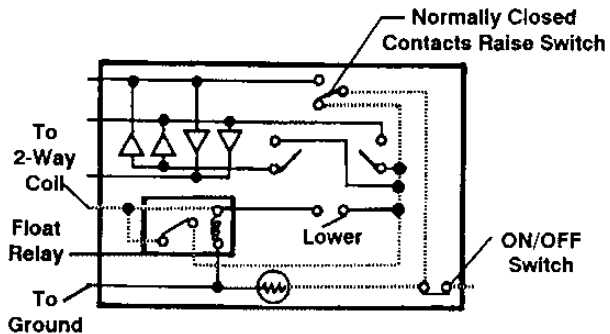 Normally Closed
Contacts Raise Switch
To
2-Way
Coil
Float
Relay
Lower
ON/OFF
Switch
To
Ground